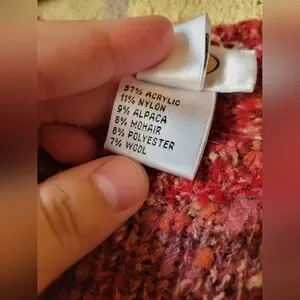 57% ACRYLIC
11% NYLON
9% ALPACA
8% MOHAIR
8% POLYESTER
7% WOOL